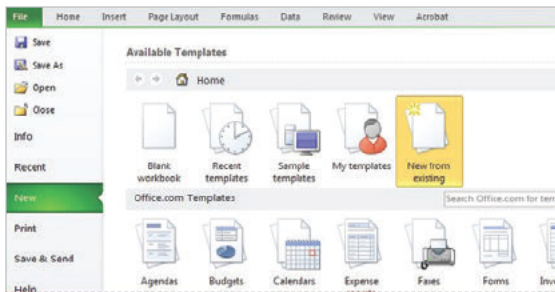 File Home Insert Page Layout Formulas Data Review View Acrobat
Save
Save As
Open
Close
Info
Recent
New
Print
Save & Send
Help
Available Templates
Home
Blank workbook
Recent templates
Sample templates
My templates
New from existing
Office.com Templates
Search Office.com for
Agendas
Budgets
Calendars
Expense
Faxes
Forms